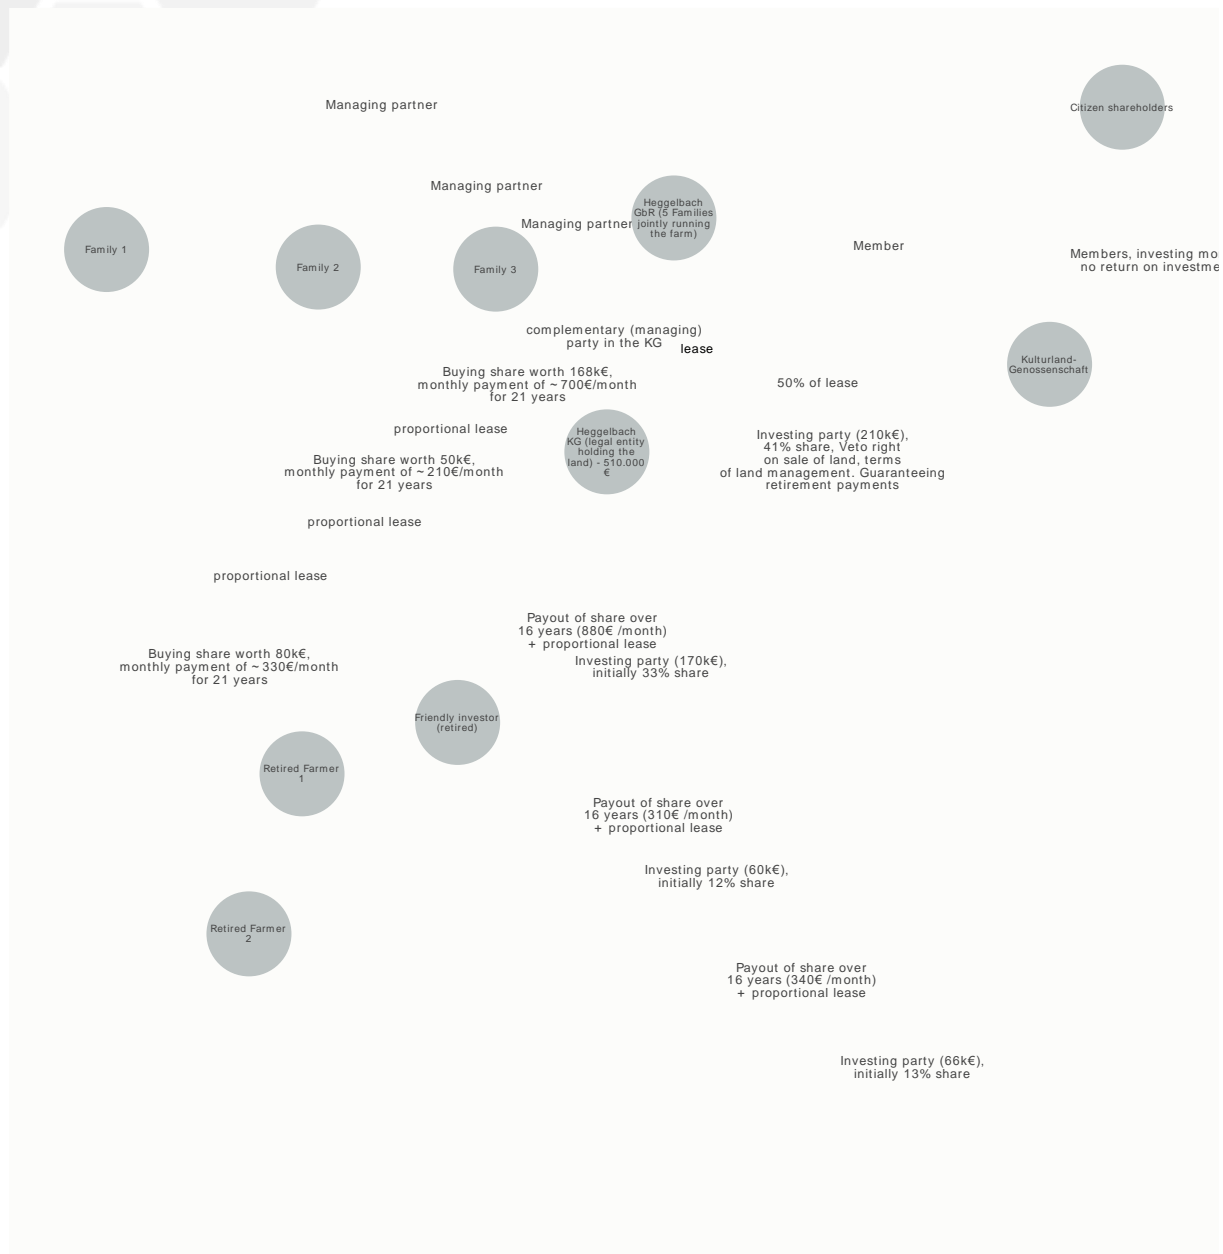 Managing partner
Citizen shareholders
Managing partner
Heggelbach
GbR (5 Families
jointly running
the farm)
Managing partner
Family 1
Family 2
Family 3
Member
Members, investing mo
no return on investme
complementary (managing)
party in the KG
lease
Kulturland-
Genossenschaft
Buying share worth 168k€,
monthly payment of ~700€/month
for 21 years
50% of lease
proportional lease
Heggelbach
KG (legal entity
holding the
land) - 510.000
€
Investing party (210k€),
41% share, Veto right
on sale of land, terms
of land management. Guaranteeing
retirement payments
Buying share worth 50k€,
monthly payment of ~210€/month
for 21 years
proportional lease
proportional lease
Payout of share over
16 years (880€ /month)
+ proportional lease
Investing party (170k€),
initially 33% share
Buying share worth 80k€,
monthly payment of ~330€/month
for 21 years
Friendly investor
(retired)
Retired Farmer
1
Payout of share over
16 years (310€ /month)
+ proportional lease
Investing party (60k€),
initially 12% share
Retired Farmer
2
Payout of share over
16 years (340€ /month)
+ proportional lease
Investing party (66k€),
initially 13% share